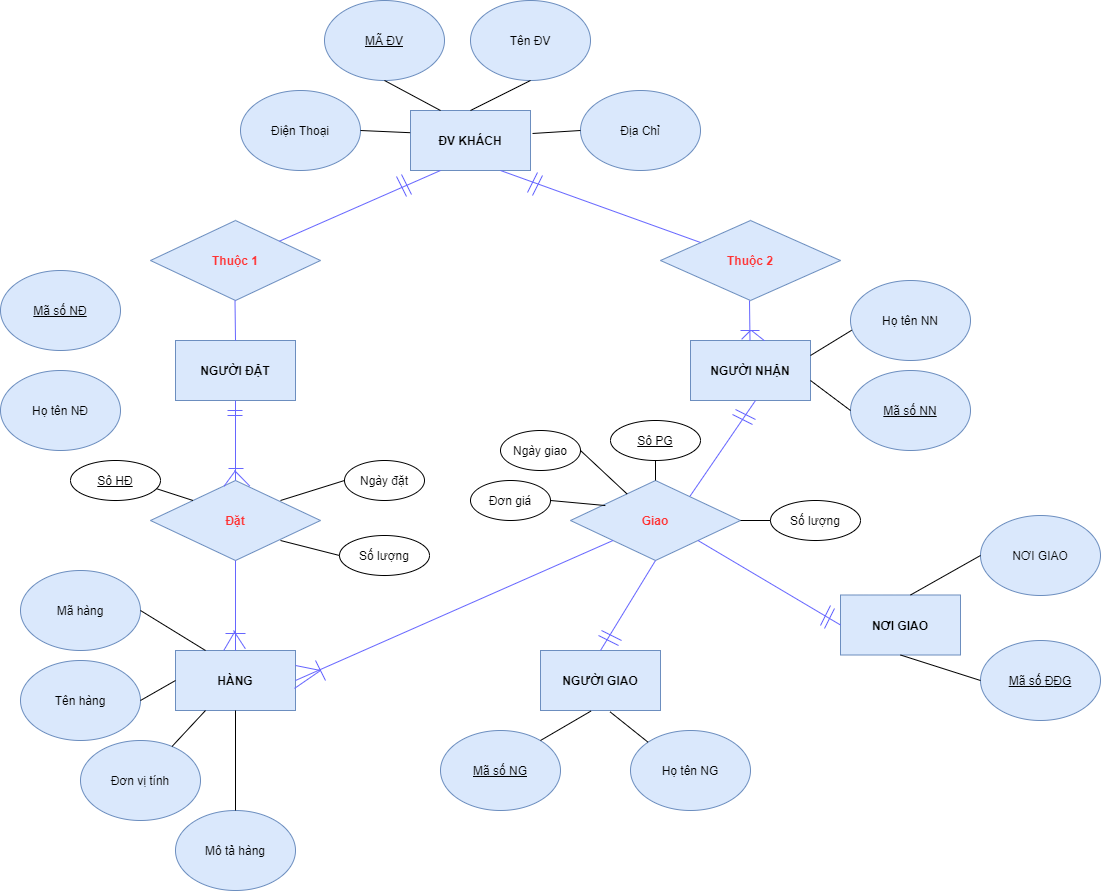 MÃ ĐV
Tên ĐV
Điện Thoại
Địa Chỉ
ĐV KHÁCH
Thuộc 1
Thuộc 2
Mã số NĐ
Họ tên NN
NGƯỜI ĐẶT
NGƯỜI NHẬN
Họ tên NĐ
Mã số NN
Sô PG
Ngày giao
Sô HĐ
Ngày đặt
Đơn giá
Đặt
Giao
Số lượng
Số lượng
NƠI GIAO
Mã hàng
NƠI GIAO
HÀNG
NGƯỜI GIAO
Mã số ĐĐG
Tên hàng
Mã số NG
Họ tên NG
Đơn vị tính
Mô tả hàng